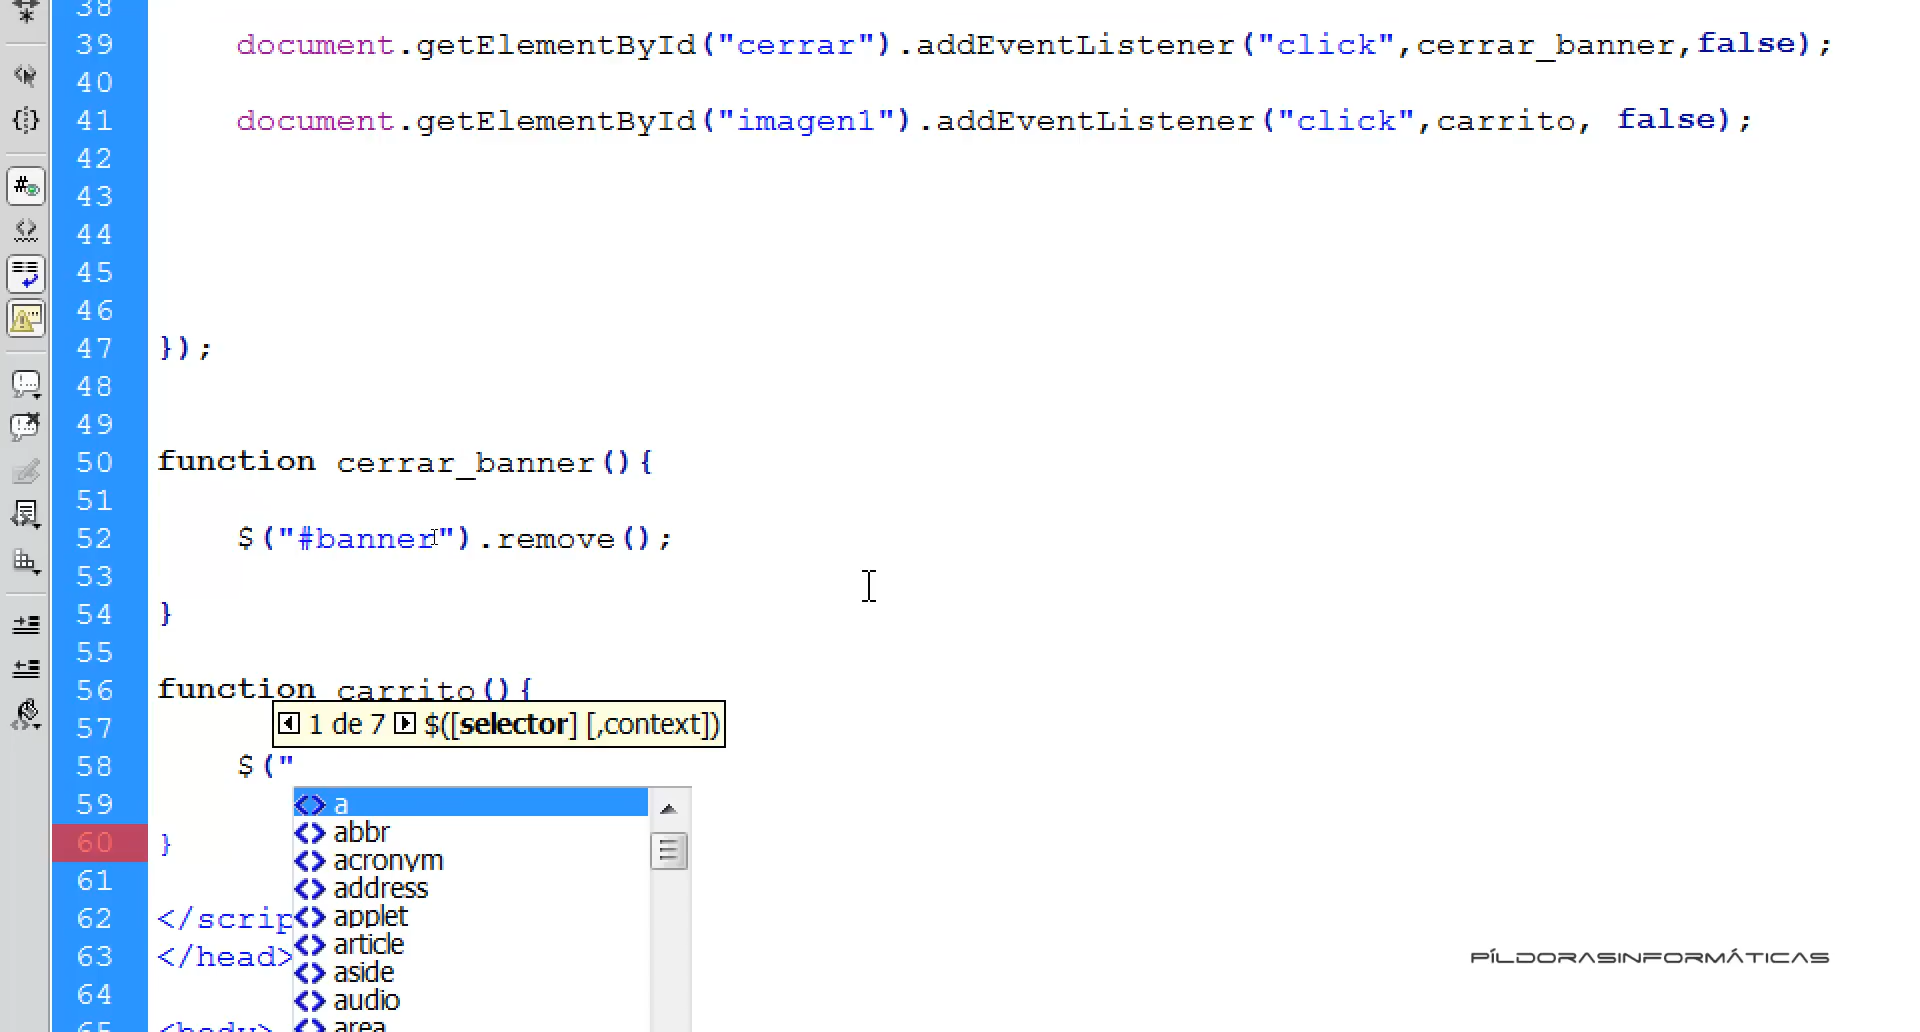 38
39 document.getElementById("cerrar").addEventListener("click",cerrar_banner,false);
40
41 document.getElementById("imagen1").addEventListener("click",carrito, false);
42
43
44
45
46
47 });
48
49
50 function cerrar_banner(){
51
52 $("#banner").remove();
53
54 }
55
56 function carrito(){
57
1 de 7 $([selector] [,context])
58 $("
59
a
abbr
60 }
acronym
61
address
62 </scrip
applet
article
63 </head>
aside
64
audio
65 <body>
area
PÍLDORASINFORMÁTICAS